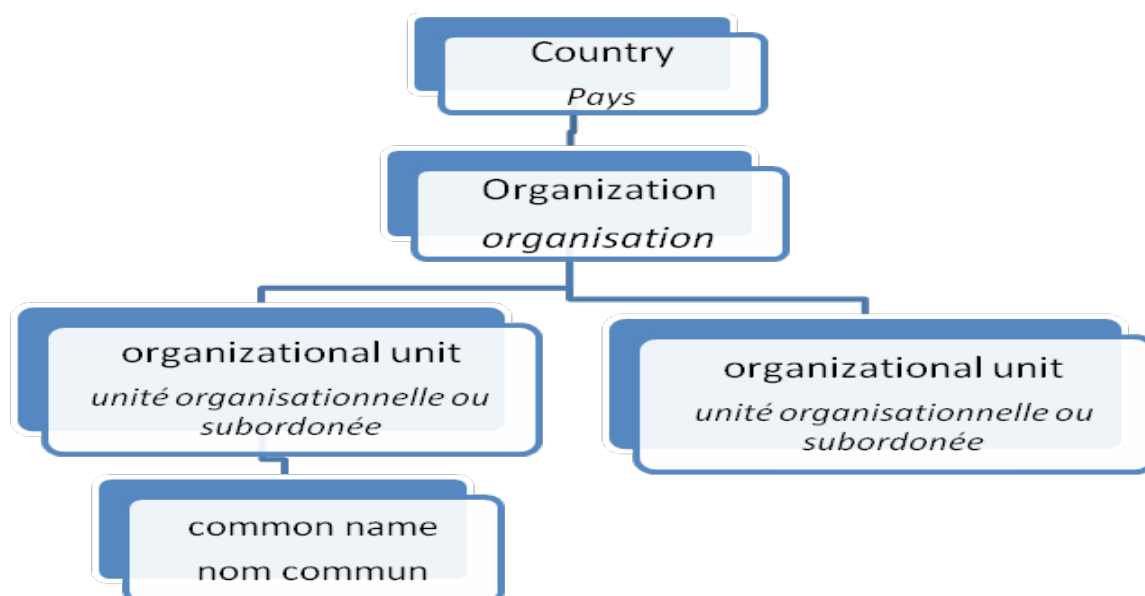 Country
Pays
Organization
organisation
organizational unit
unité organisationnelle ou
subordonée
organizational unit
unité organisationnelle ou
subordonée
common name
nom commun